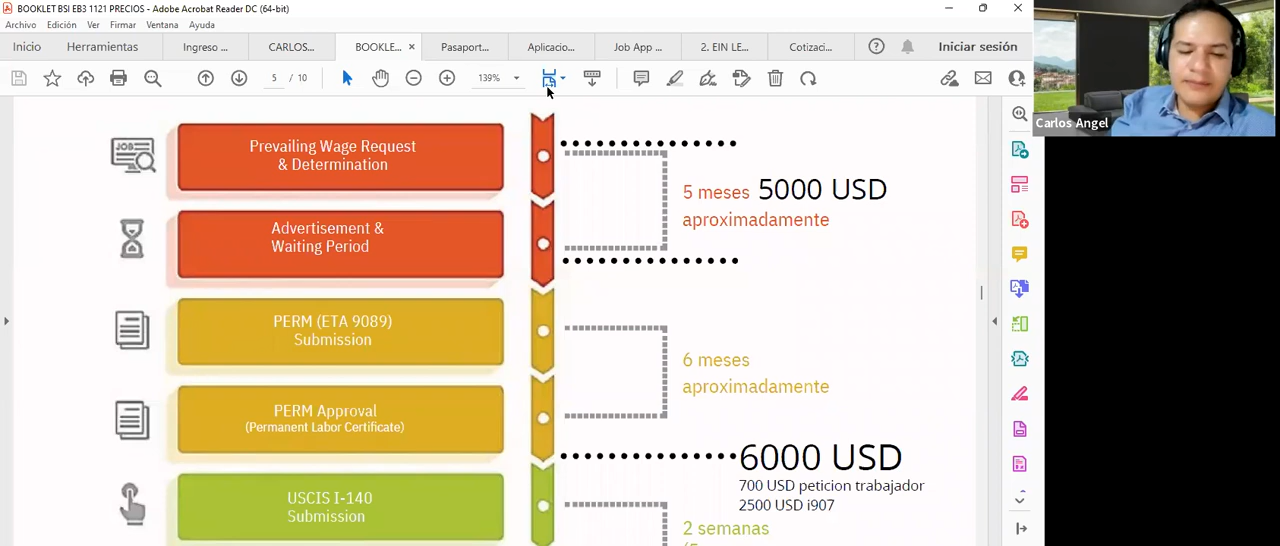 BOOKLET BSI EB3 1121 PRECIOS - Adobe Acrobat Reader DC (64-bit)
Archivo Edición Ver Firmar Ventana Ayuda
Inicio Herramientas Ingreso ... CARLOS... BOOKLE... × Pasaport... Aplicacio... Job App ... 2. EIN LE... Cotizaci... Iniciar sesión
5 / 10 139%
Carlos Angel
JOB
Prevailing Wage Request
& Determination
5 meses 5000 USD
aproximadamente
Advertisement &
Waiting Period
PERM (ETA 9089)
Submission
6 meses
aproximadamente
PERM Approval
(Permanent Labor Certificate)
6000 USD
700 USD peticion trabajador
2500 USD i907
USCIS I-140
Submission
2 semanas